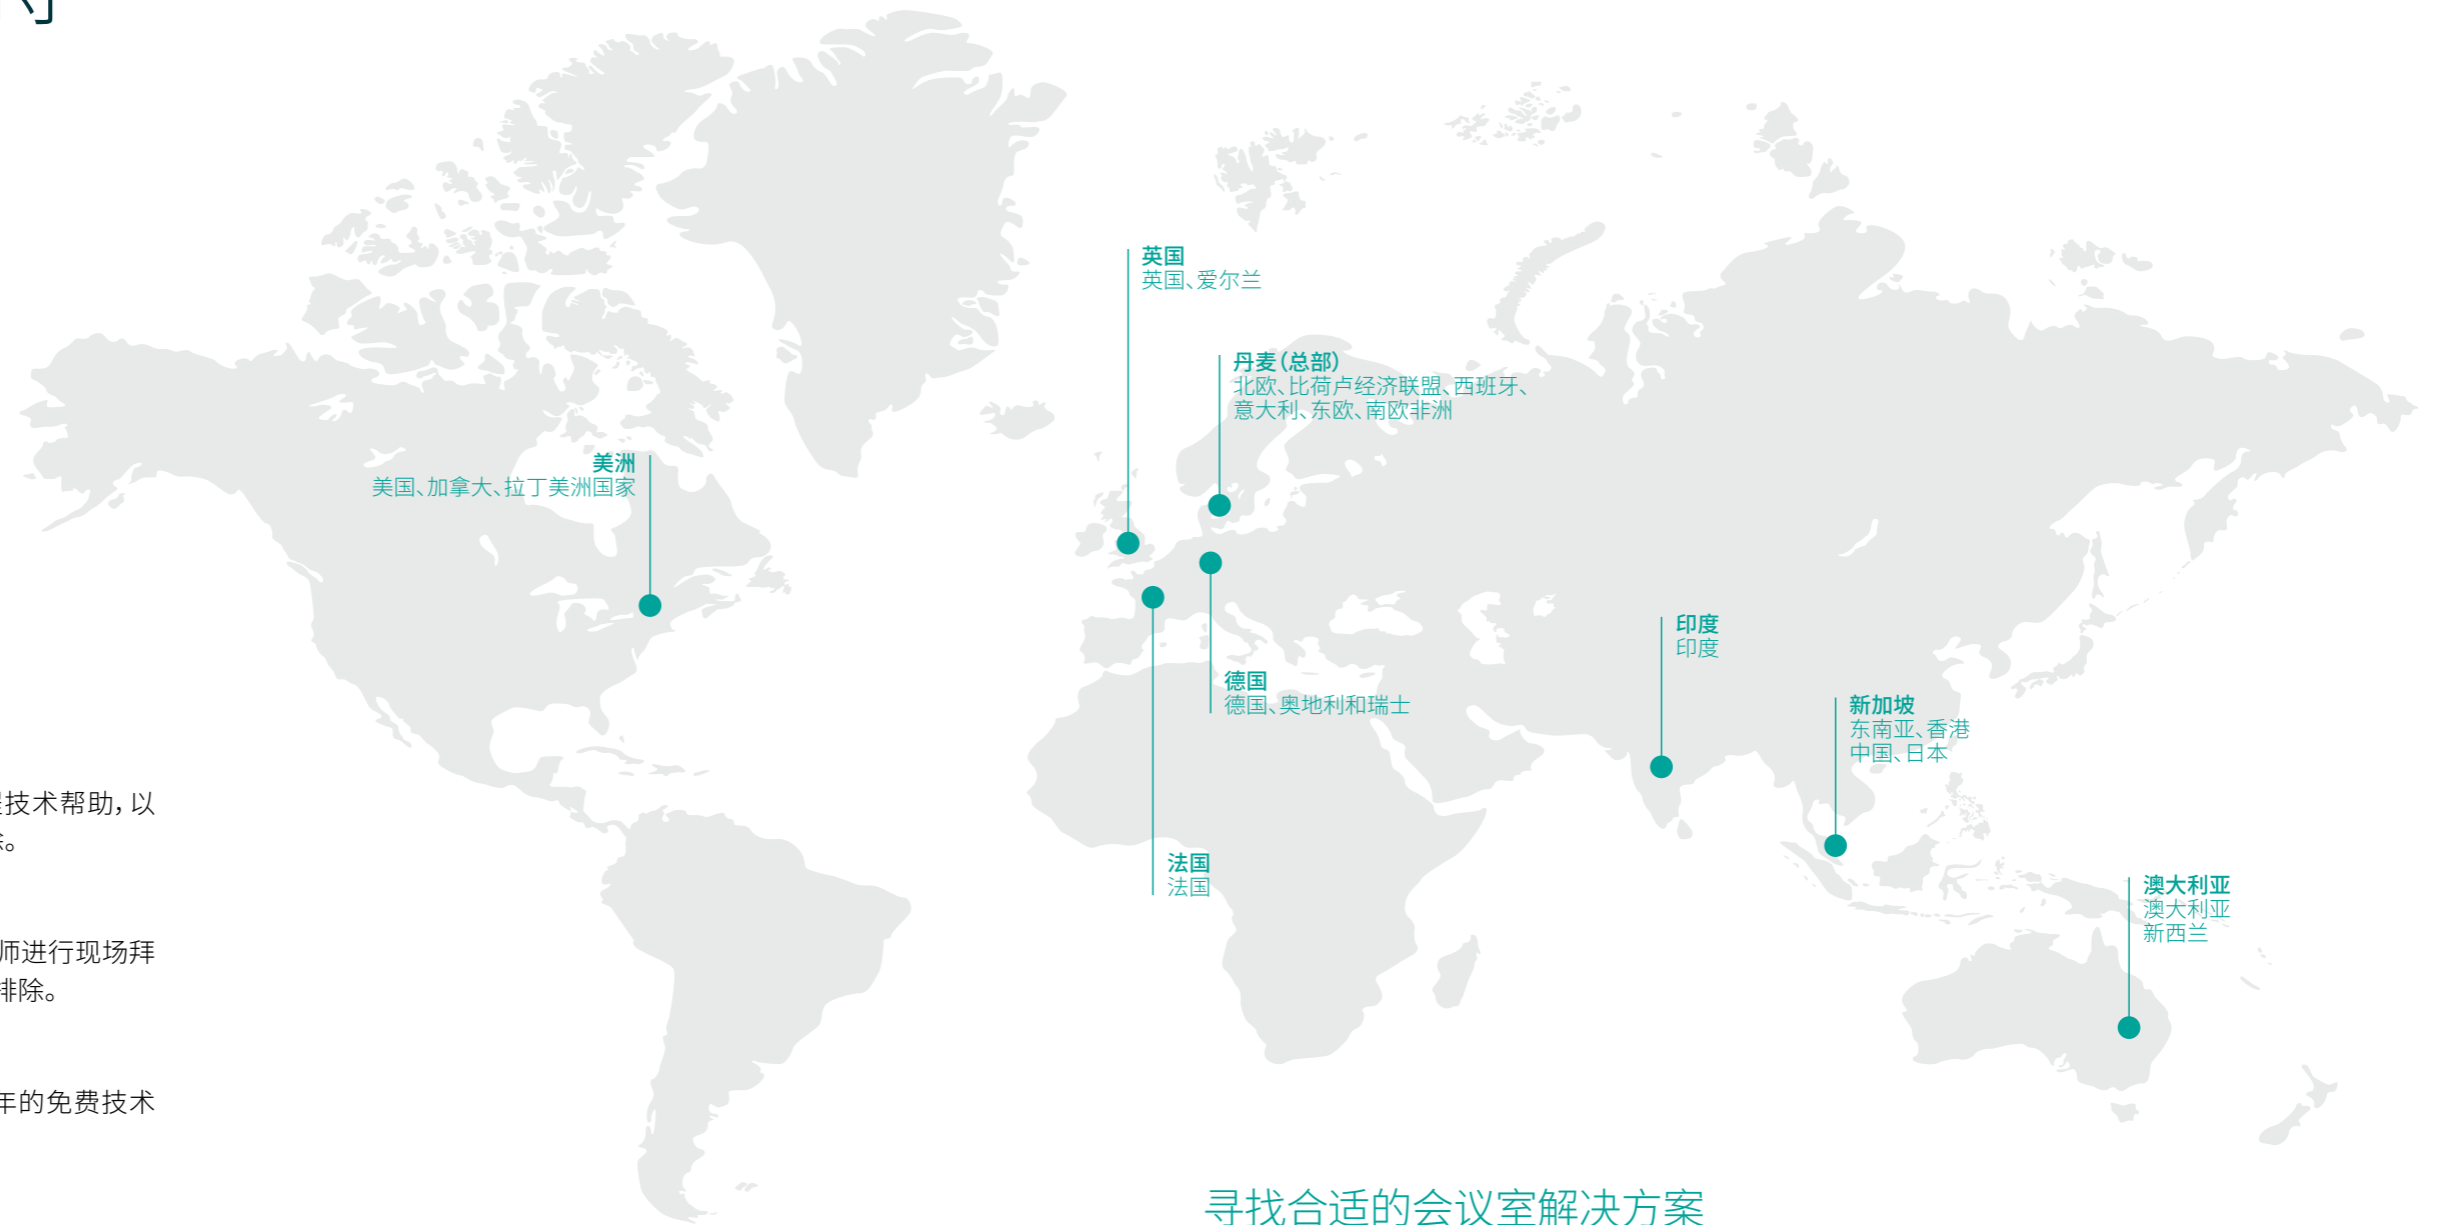 英国
英国、爱尔兰
丹麦(总部)
北欧、比荷卢经济联盟、西班牙、
意大利、东欧、南欧非洲
美洲
美国、加拿大、拉丁美洲国家
印度
印度
德国
德国、奥地利和瑞士
新加坡
东南亚、香港
中国、日本
法国
法国
澳大利亚
澳大利亚
新西兰
技术帮助,以
。
师进行现场拜
排除。
年的免费技术
寻找合适的会议室解决方案